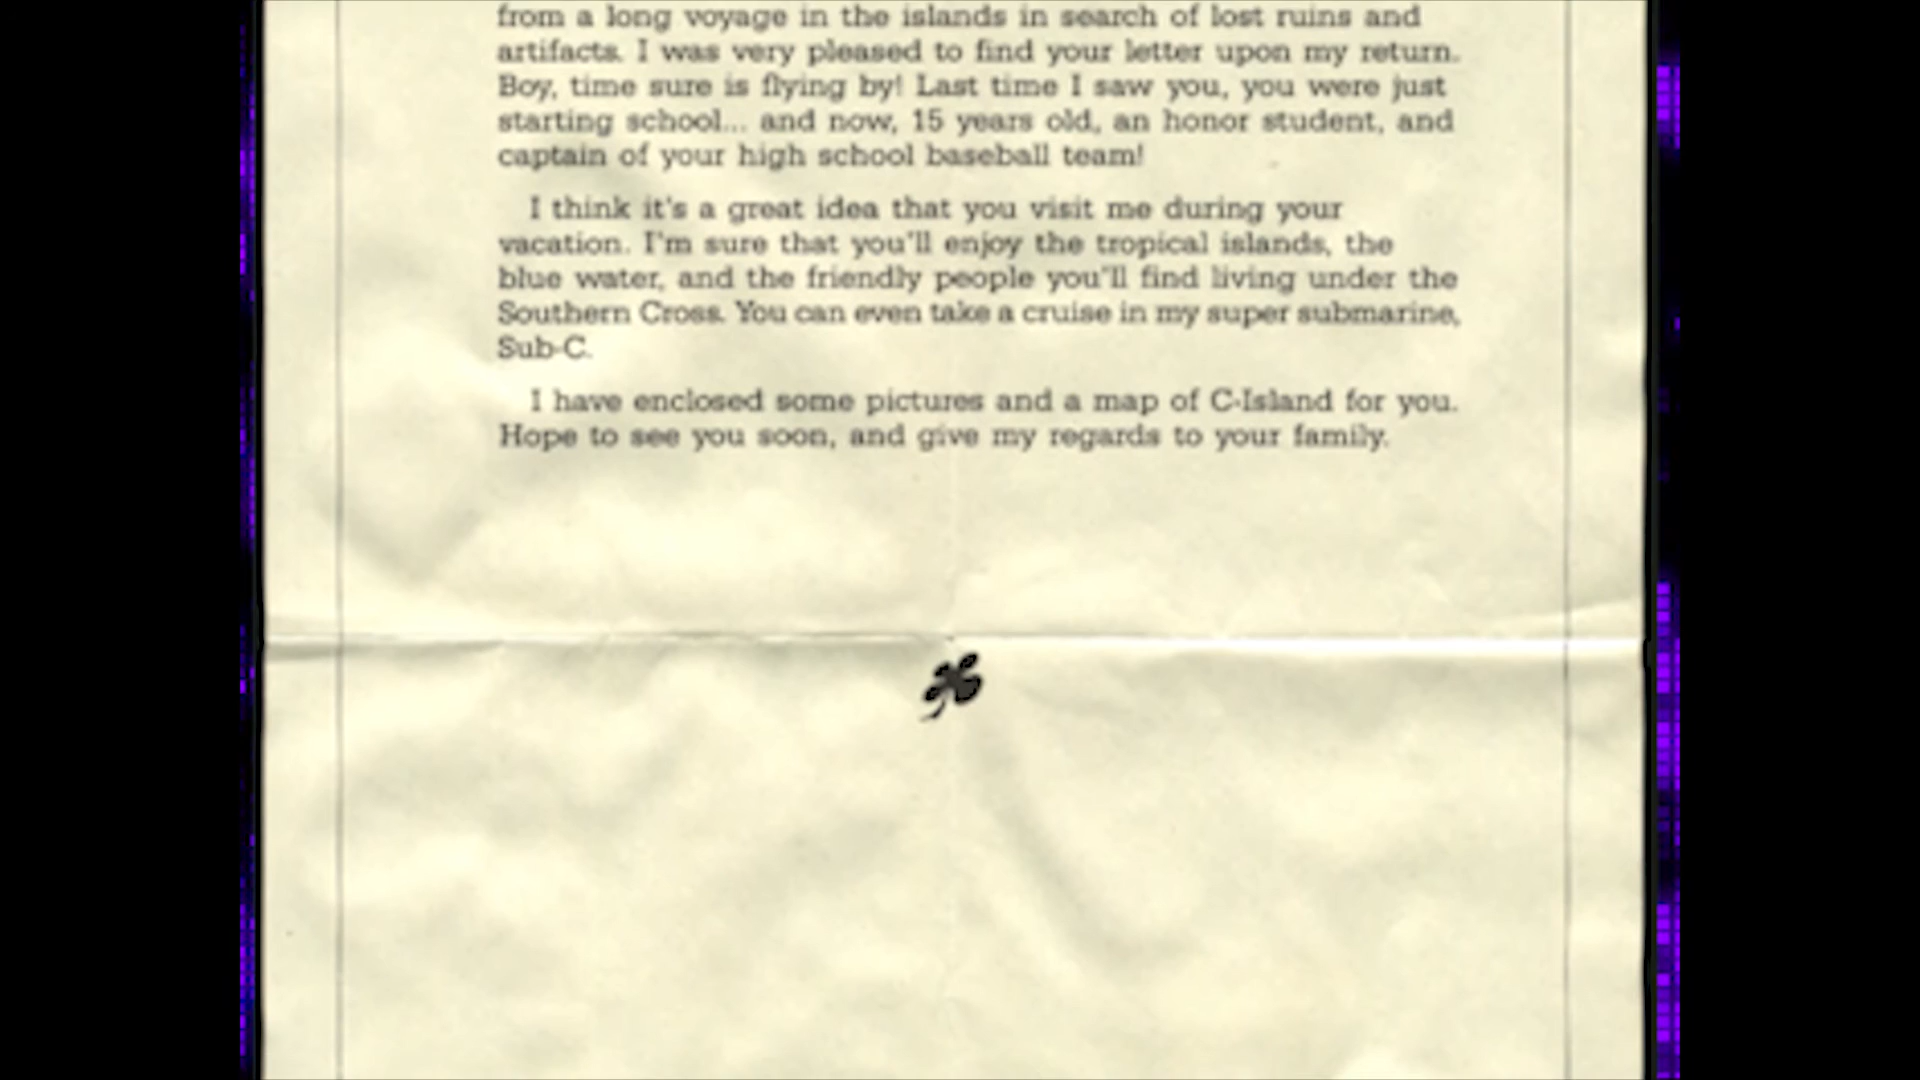 from a long voyage in the islands in search of lost ruins and
artifacts. I was very pleased to find your letter upon my return.
Boy, time sure is flying by! Last time I saw you, you were just
starting school... and now, 15 years old, an honor student, and
captain of your high school baseball team!
I think it's a great idea that you visit me during your
vacation. I'm sure that you'll enjoy the tropical islands, the
blue water, and the friendly people you'll find living under the
Southern Cross. You can even take a cruise in my super submarine,
Sub-C.
I have enclosed some pictures and a map of C-Island for you.
Hope to see you soon, and give my regards to your family.